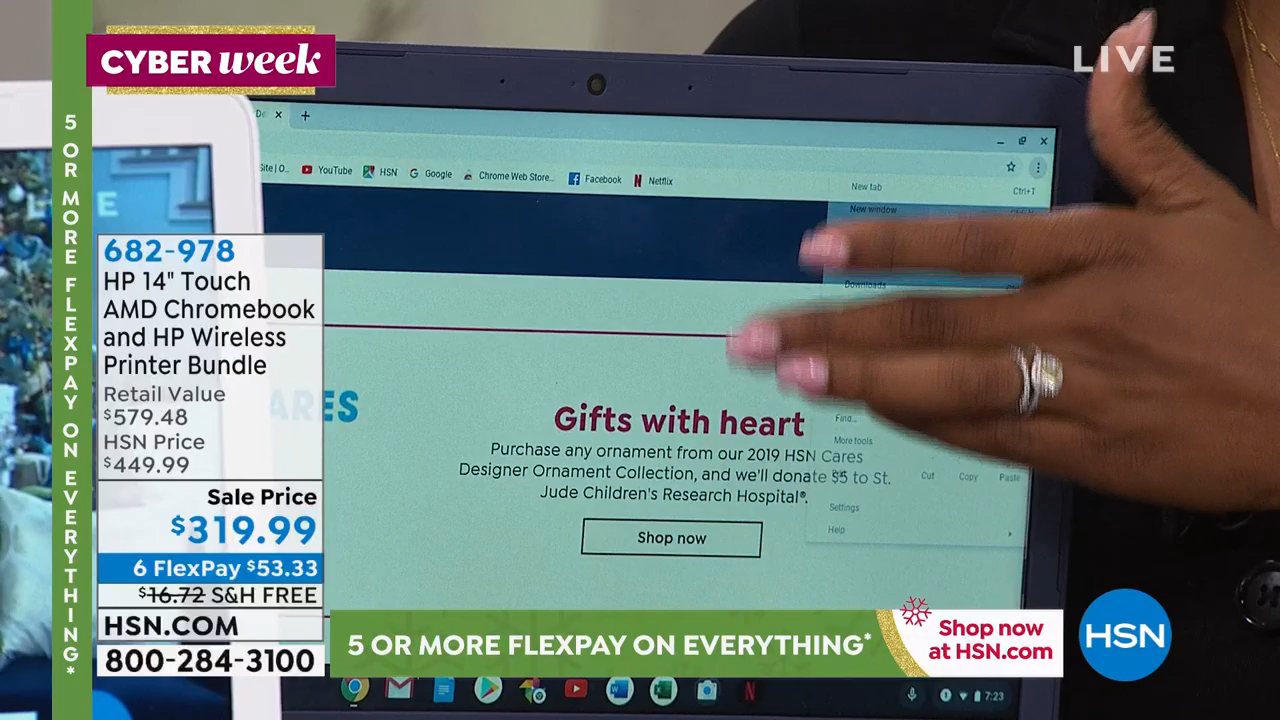 CYBER week
LIVE
5 OR MORE FLEXPAY ON EVERYTHING*
682-978
HP 14" Touch
AMD Chromebook
and HP Wireless
Printer Bundle
Retail Value
$579.48
HSN Price
$449.99
Sale Price
$319.99
6 FlexPay $53.33
$16.72 S&H FREE
HSN.COM
800-284-3100
YouTube HSN Google Chrome Web Store... Facebook Netflix
New tab Ctrl+T
New window
Downloads
Find...
More tools
Cut Copy Paste
Settings
Help
ARES
Gifts with heart
Purchase any ornament from our 2019 HSN Cares
Designer Ornament Collection, and we'll donate $5 to St.
Jude Children's Research Hospital®.
Shop now
5 OR MORE FLEXPAY ON EVERYTHING*
Shop now
at HSN.com
HSN
7:23